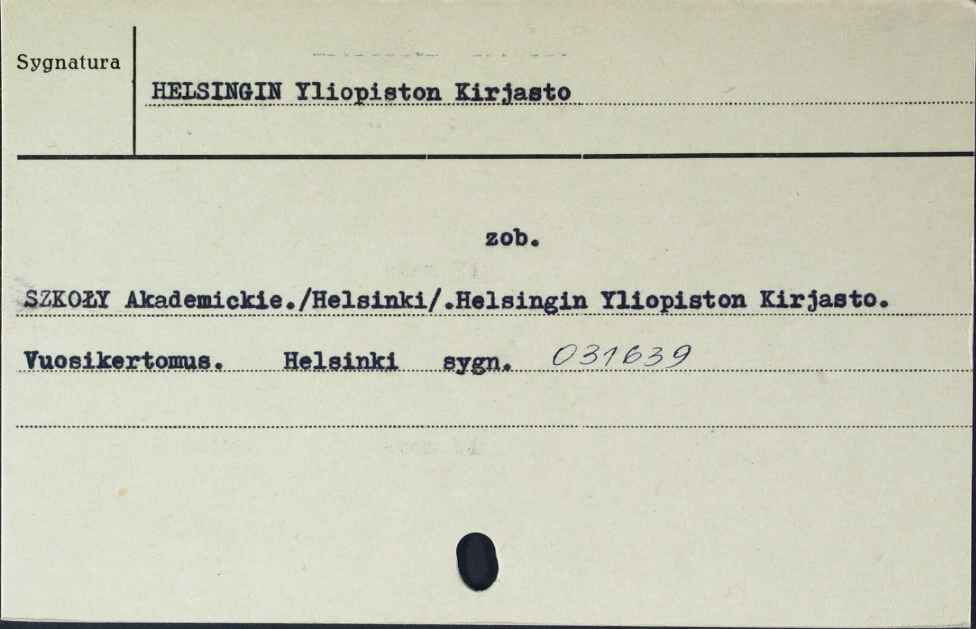 Sygnatura
HELSINGIN Yliopiston Kirjasto
zob.
SZKOŁY Akademickie./Helsinki/.Helsingin Yliopiston Kirjasto.
Vuosikertomus. Helsinki sygn. 031639